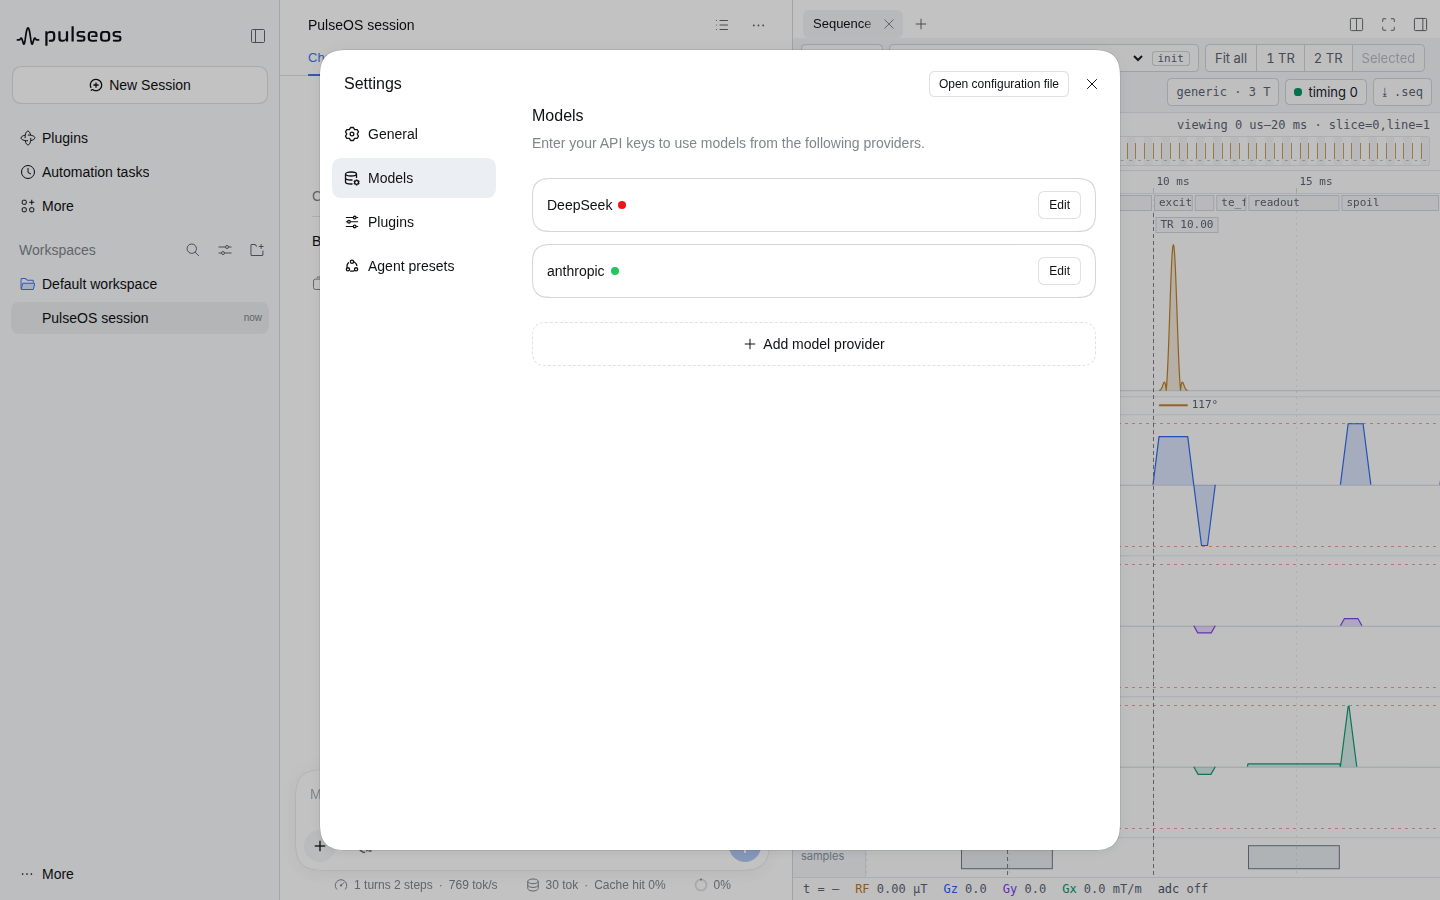 pulseos
New Session
Plugins
Automation tasks
More
Workspaces
Default workspace
PulseOS session
now
More
PulseOS session
Sequence
init
Fit all
1 TR
2 TR
Selected
generic · 3 T
timing 0
.seq
viewing 0 us–20 ms · slice=0,line=1
10 ms
15 ms
excit
te_f
readout
spoil
TR 10.00
117°
Settings
Open configuration file
General
Models
Plugins
Agent presets
Models
Enter your API keys to use models from the following providers.
DeepSeek
Edit
anthropic
Edit
Add model provider
samples
1 turns 2 steps · 769 tok/s
30 tok · Cache hit 0%
0%
t = — RF 0.00 µT Gz 0.0 Gy 0.0 Gx 0.0 mT/m adc off